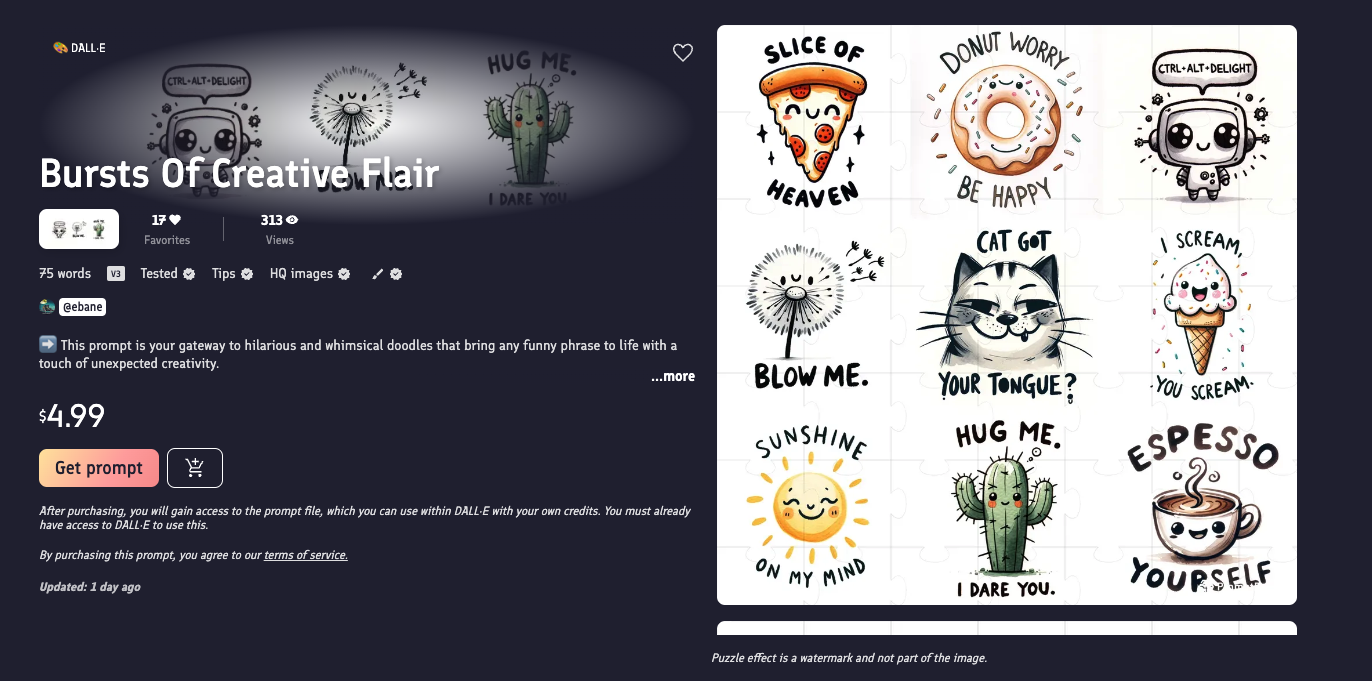 DALL·E
CTRL+ALT+DELIGHT
HUG ME.
BLOW ME.
I DARE YOU
Bursts Of Creative Flair
17
Favorites
313
Views
75 words V3 Tested Tips HQ images
@ebane
This prompt is your gateway to hilarious and whimsical doodles that bring any funny phrase to life with a
touch of unexpected creativity.
...more
$4.99
Get prompt
After purchasing, you will gain access to the prompt file, which you can use within DALL·E with your own credits. You must already
have access to DALL·E to use this.
By purchasing this prompt, you agree to our terms of service.
Updated: 1 day ago
SLICE OF
HEAVEN
DONUT WORRY
BE HAPPY
CTRL+ALT+DELIGHT
BLOW ME.
CAT GOT
YOUR TONGUE?
I SCREAM,
YOU SCREAM.
SUNSHINE
ON MY MIND
HUG ME.
I DARE YOU.
ESPESSO
YOURSELF
Puzzle effect is a watermark and not part of the image.